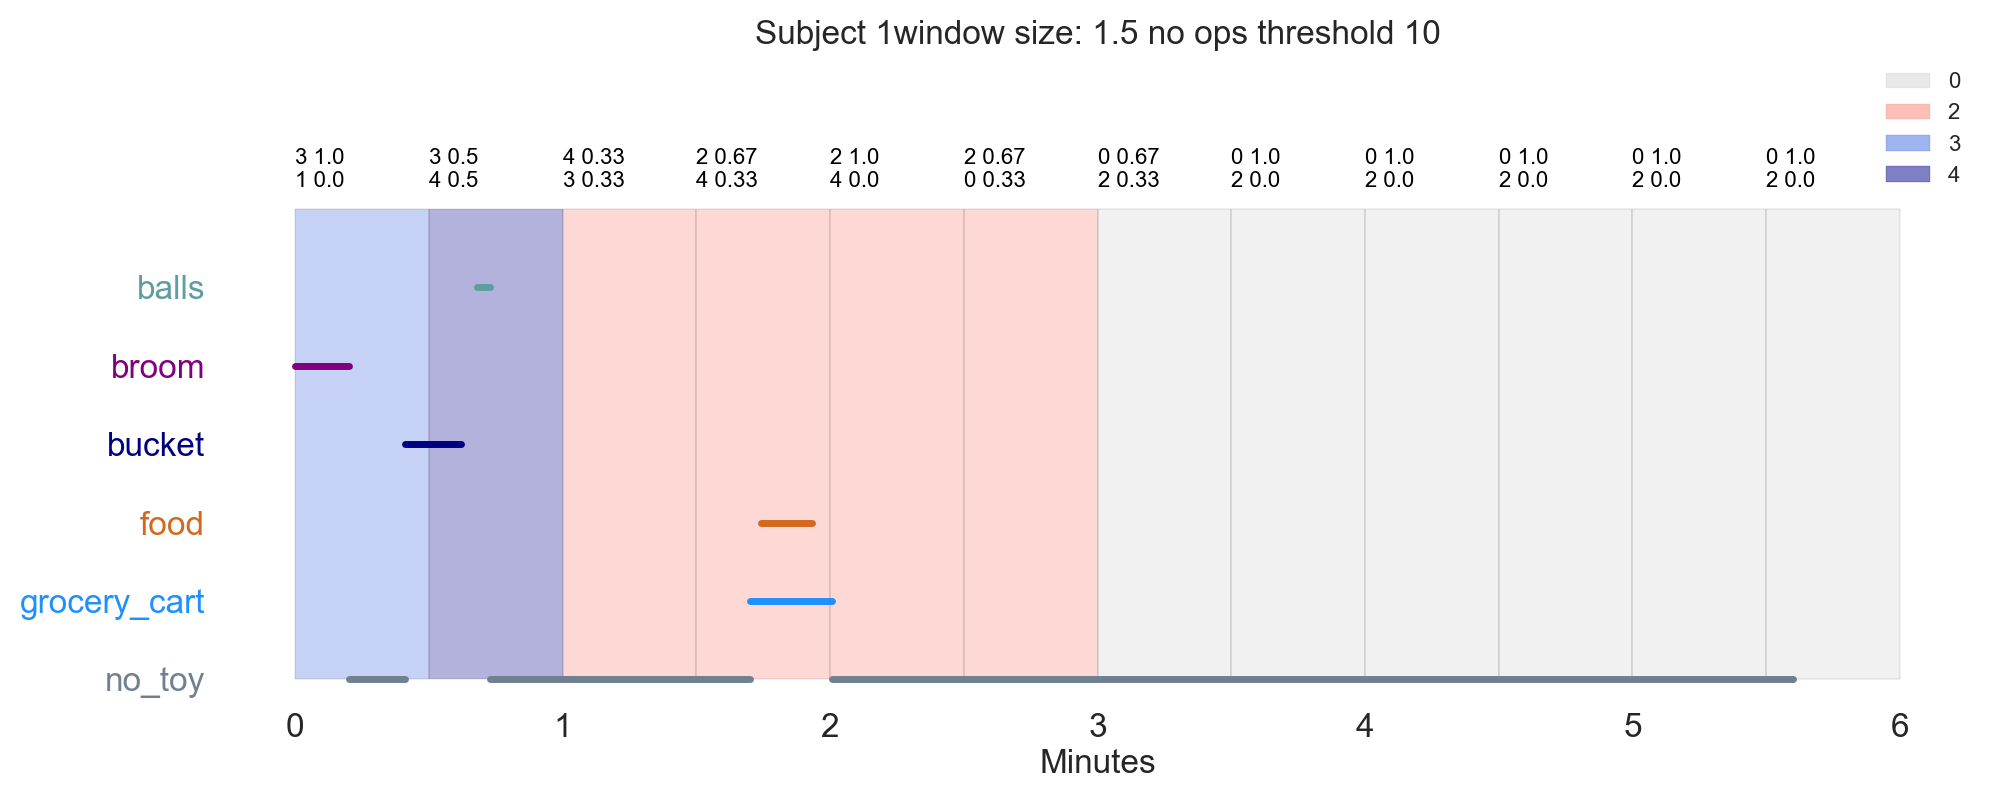 Subject 1window size: 1.5 no ops threshold 10
0
2
3
4
3 1.0 3 0.5 4 0.33 2 0.67 2 1.0 2 0.67 0 0.67 0 1.0 0 1.0 0 1.0 0 1.0 0 1.0
1 0.0 4 0.5 3 0.33 4 0.33 4 0.0 0 0.33 2 0.33 2 0.0 2 0.0 2 0.0 2 0.0 2 0.0
balls
broom
bucket
food
grocery_cart
no_toy
0 1 2 3 4 5 6
Minutes